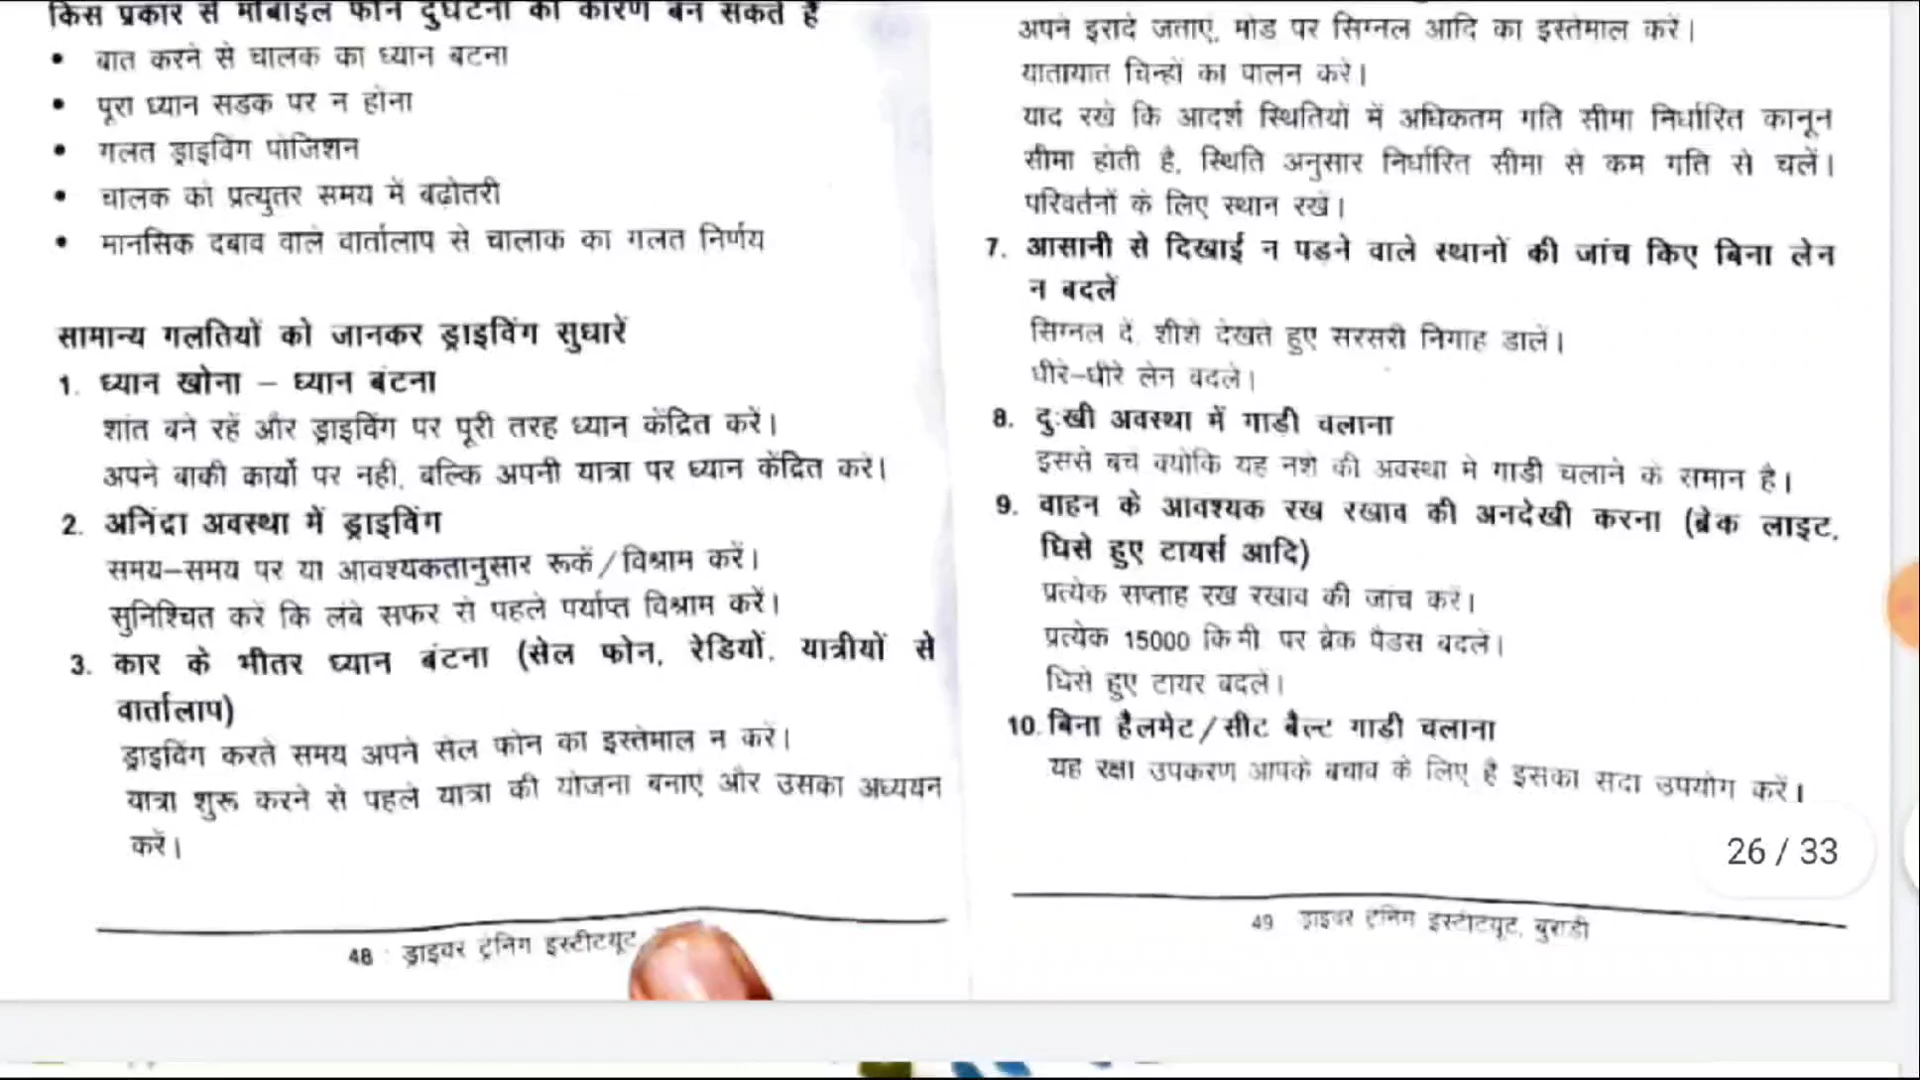 किस प्रकार से मोबाइल फोन दुर्घटना का कारण बन सकते है
• बात करने से चालक का ध्यान बटना
• पूरा ध्यान सडक पर न होना
• गलत ड्राइविंग पोजिशन
• चालक को प्रत्युतर समय में बढोतरी
• मानसिक दबाव वाले वार्तालाप से चालाक का गलत निर्णय
सामान्य गलतियों को जानकर ड्राइविंग सुधारें
1. ध्यान खोना – ध्यान बंटना
शांत बने रहें और ड्राइविंग पर पूरी तरह ध्यान केंद्रित करें।
अपने बाकी कार्यो पर नहीं, बल्कि अपनी यात्रा पर ध्यान केंद्रित करें।
2. अनिंद्रा अवस्था में ड्राइविंग
समय–समय पर या आवश्यकतानुसार रूकें/विश्राम करें।
सुनिश्चित करें कि लंबे सफर से पहले पर्याप्त विश्राम करें।
3. कार के भीतर ध्यान बंटना (सेल फोन, रेडियों, यात्रीयों से
वार्तालाप)
ड्राइविंग करते समय अपने सेल फोन का इस्तेमाल न करें।
यात्रा शुरू करने से पहले यात्रा की योजना बनाएं और उसका अध्ययन
करें।
48 : ड्राइवर ट्रेनिंग इंस्टीटयूट
अपने इरादे जताएं, मोड पर सिग्नल आदि का इस्तेमाल करें।
यातायात चिन्हों का पालन करे।
याद रखे कि आदर्श स्थितियो में अधिकतम गति सीमा निर्धारित कानून
सीमा होती है, स्थिति अनुसार निर्धारित सीमा से कम गति से चलें।
परिवर्तनों के लिए स्थान रखें।
7. आसानी से दिखाई न पडने वाले स्थानों की जांच किए बिना लेन
न बदलें
सिग्नल दें, शीशे देखते हुए सरसरी निगाह डालें।
धीरे–धीरे लेन बदले।
8. दुःखी अवस्था में गाडी चलाना
इससे बचे क्योकि यह नशे की अवस्था मे गाडी चलाने के समान है।
9. वाहन के आवश्यक रख रखाव की अनदेखी करना (ब्रेक लाइट,
घिसे हुए टायर्स आदि)
प्रत्येक सप्ताह रख रखाव की जांच करें।
प्रत्येक 15000 कि मी पर ब्रेक पैडस बदलें।
घिसे हुए टायर बदलें।
10. बिना हैलमेट/सीट बैल्ट गाडी चलाना
यह रक्षा उपकरण आपके बचाव के लिए है इसका सदा उपयोग करें।
26 / 33
49 ड्राइवर ट्रेनिंग इंस्टीटयूट, बुराडी